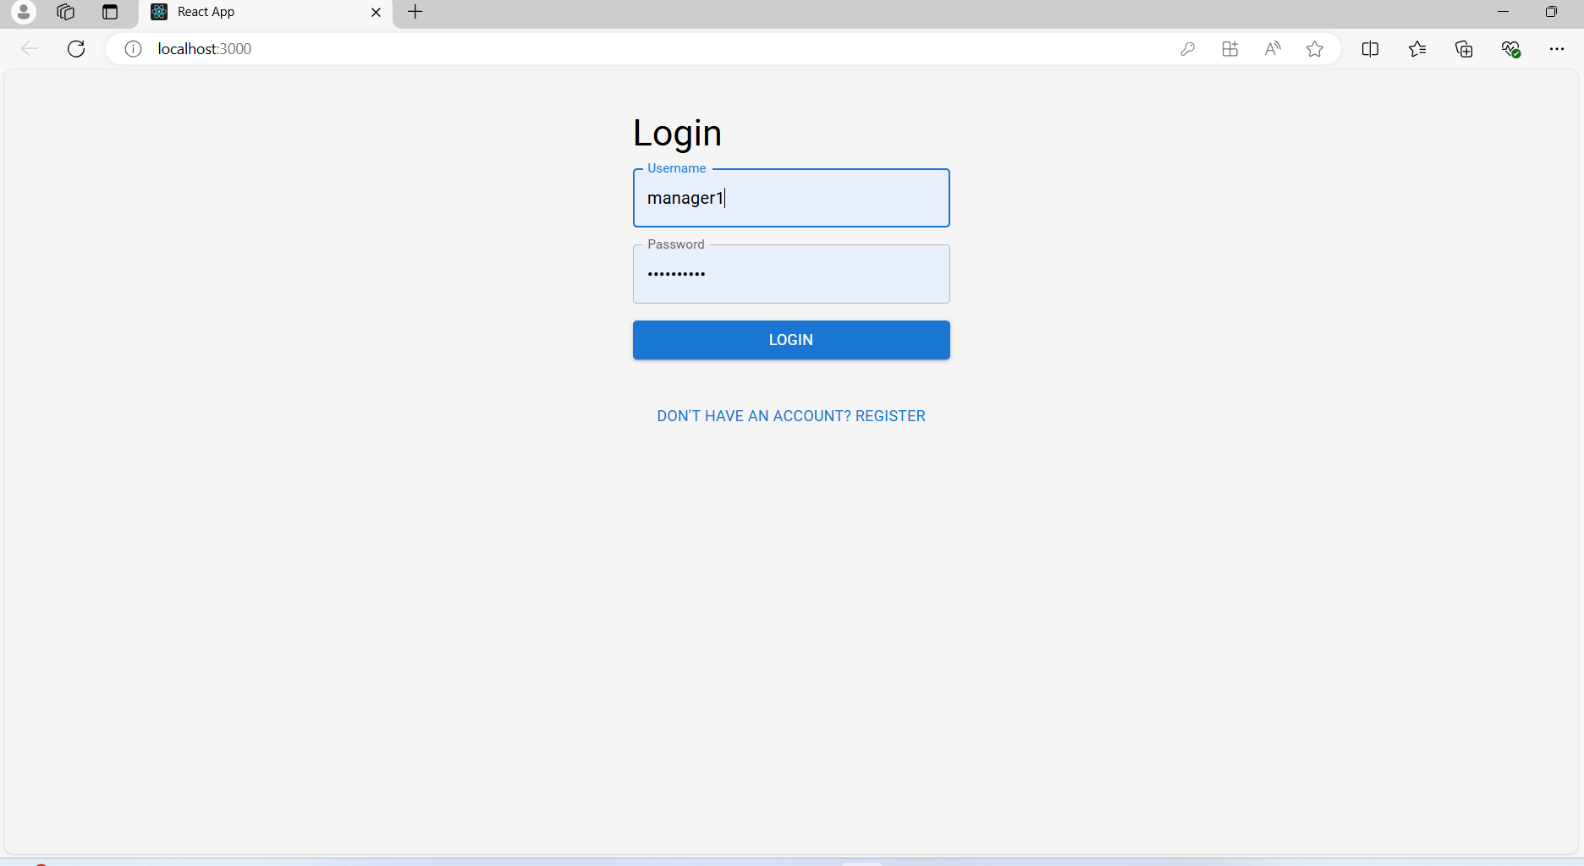 React App
localhost:3000
Login
Username
manager1
Password
••••••••••
LOGIN
DON'T HAVE AN ACCOUNT? REGISTER